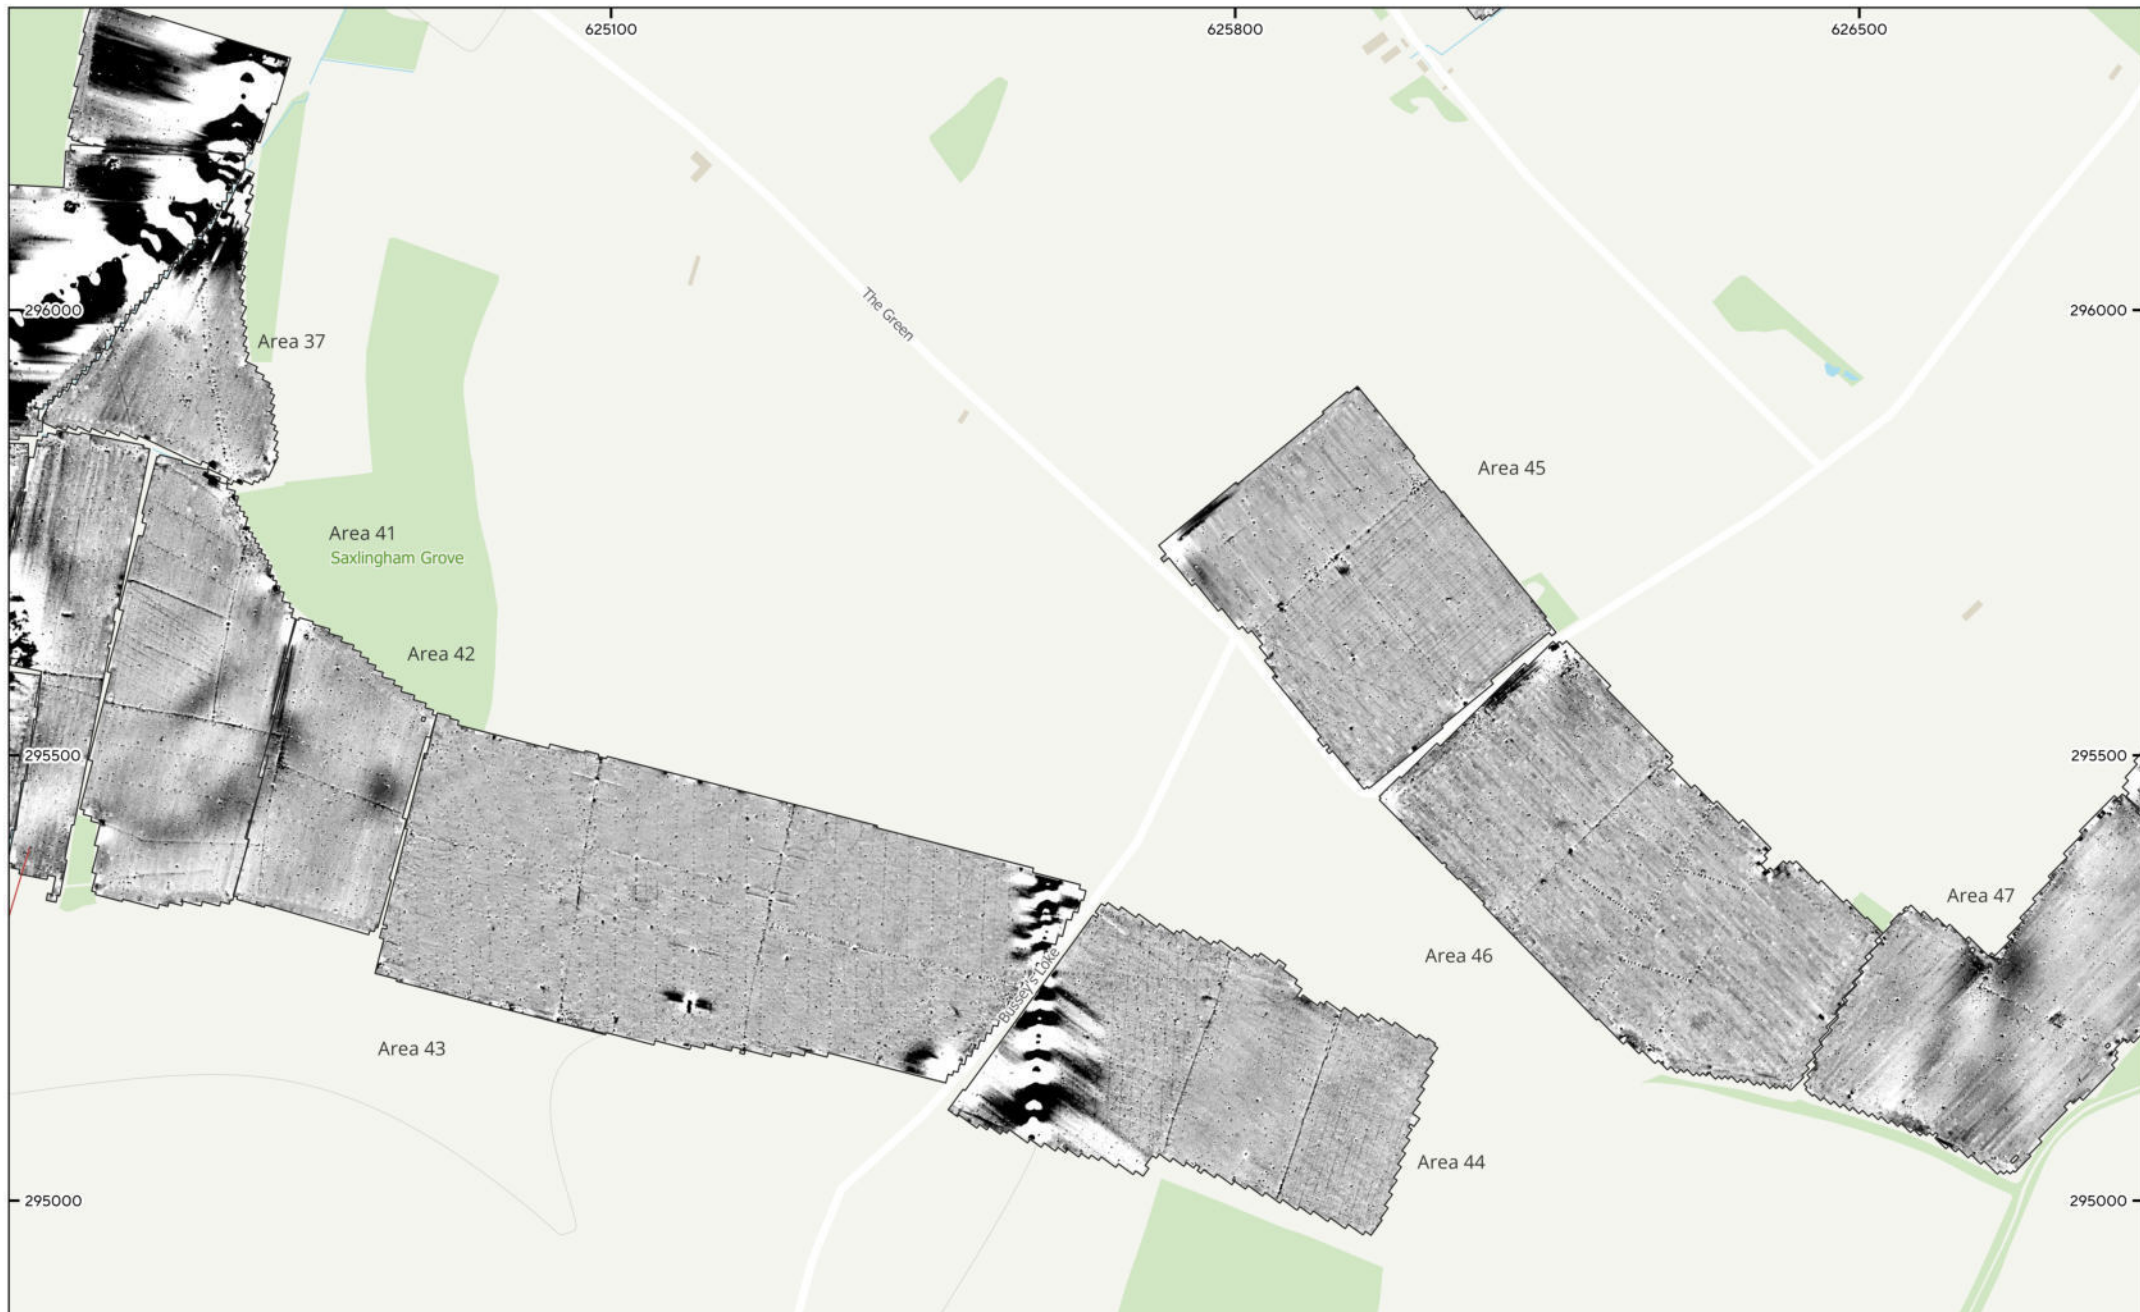 625100
625800
626500
296000
296000
The Green
Area 37
Area 45
Area 41
Saxlingham Grove
Area 42
295500
295500
Area 47
Area 46
Bussey's Loke
Area 43
Area 44
295000
295000